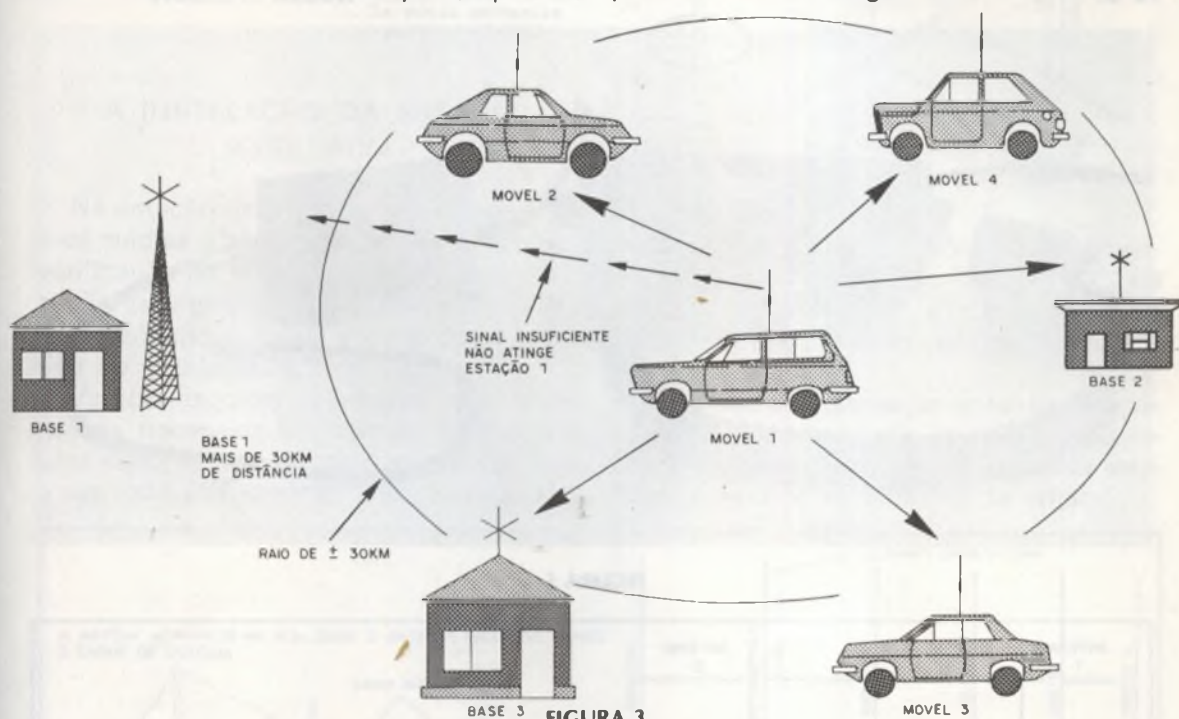 MOVEL 2
MOVEL 4
SINAL INSUFICIENTE
NÃO ATINGE
ESTAÇÃO 1
BASE 2
BASE 1
MOVEL 1
BASE 1
MAIS DE 30KM
DE DISTÂNCIA
RAIO DE ± 30KM
BASE 3
FIGURA 3
MOVEL 3